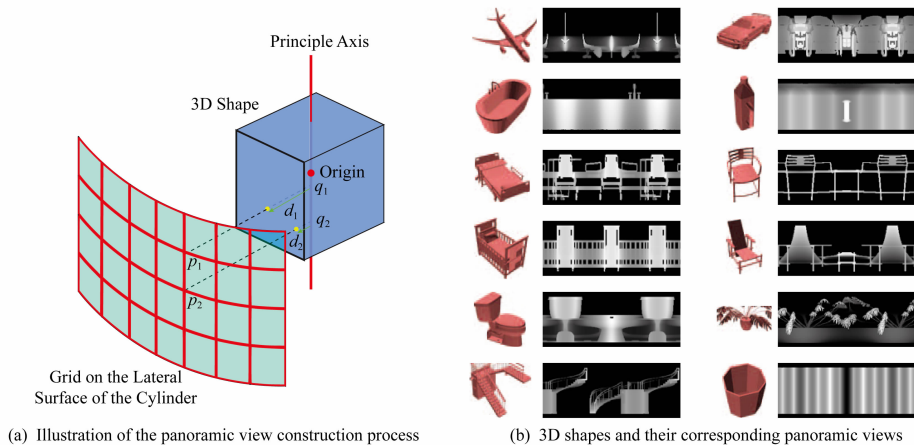 Principle Axis
3D Shape
Origin
q1
d1
q2
d2
p1
p2
Grid on the Lateral
Surface of the Cylinder
(a) Illustration of the panoramic view construction process
(b) 3D shapes and their corresponding panoramic views